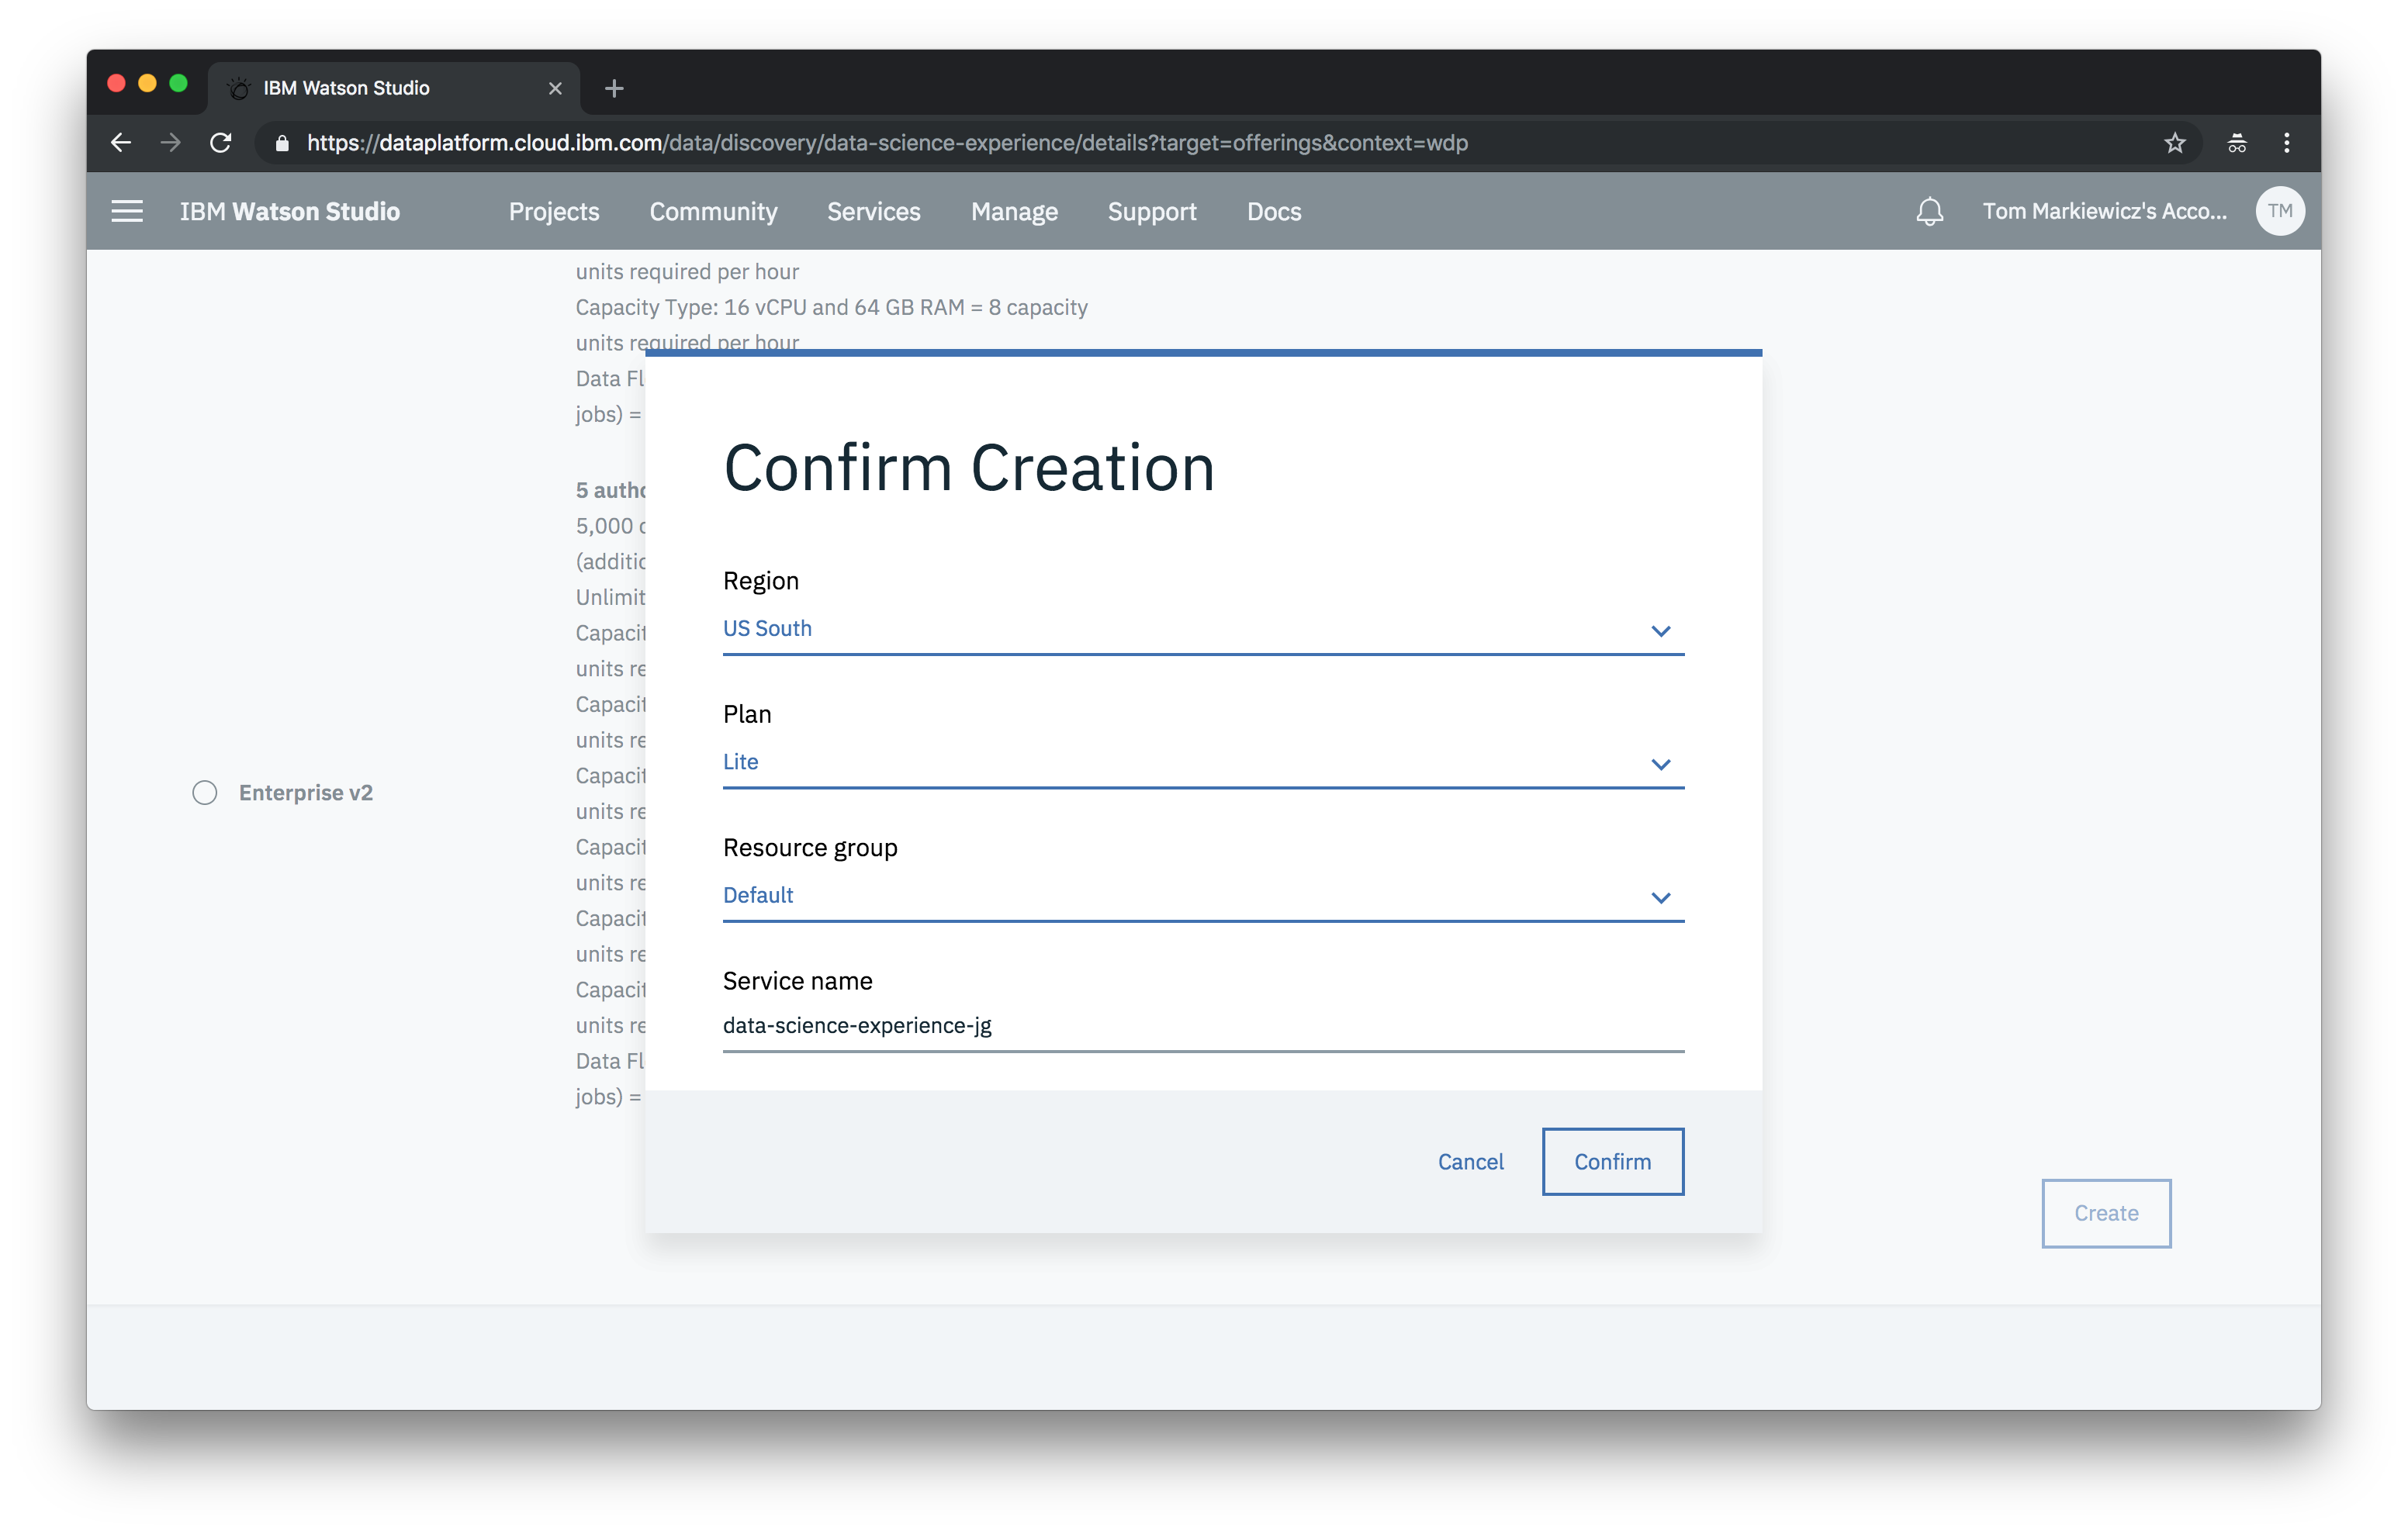 IBM Watson Studio
https://dataplatform.cloud.ibm.com/data/discovery/data-science-experience/details?target=offerings&context=wdp
IBM Watson Studio Projects Community Services Manage Support Docs Tom Markiewicz's Acco... TM
units required per hour
Capacity Type: 16 vCPU and 64 GB RAM = 8 capacity
units required per hour
Data Fl
jobs) =
5 autho
5,000
(additio
Unlimit
Capacit
units re
Capacit
units re
Capacit
units re
Capacit
units re
Capacit
units re
Capacit
units re
Data Fl
jobs) =
Enterprise v2
Confirm Creation
Region
US South
Plan
Lite
Resource group
Default
Service name
data-science-experience-jg
Cancel Confirm
Create